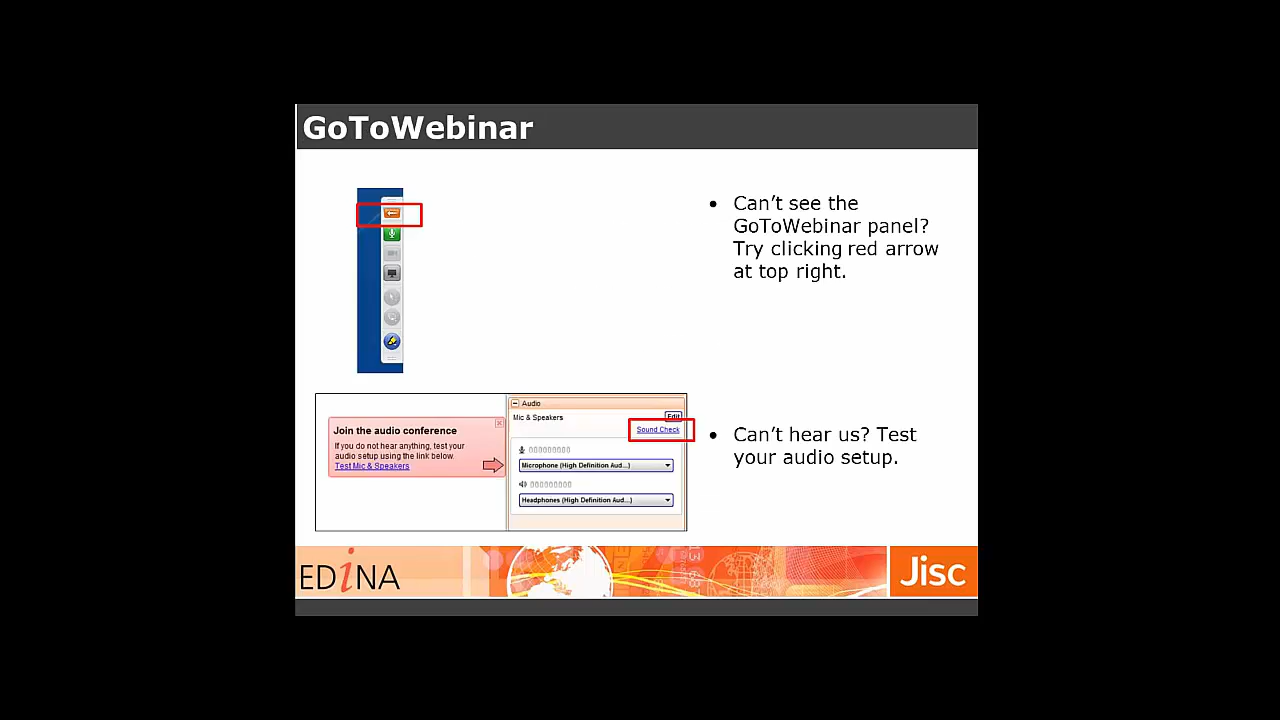 GoToWebinar
• Can't see the
GoToWebinar panel?
Try clicking red arrow
at top right.
Join the audio conference
If you do not hear anything, test your
audio setup using the link below.
Test Mic & Speakers
Audio
Mic & Speakers
Edit
Sound Check
Microphone (High Definition Aud...)
Headphones (High Definition Aud...)
• Can't hear us? Test
your audio setup.
EDiNA
Jisc